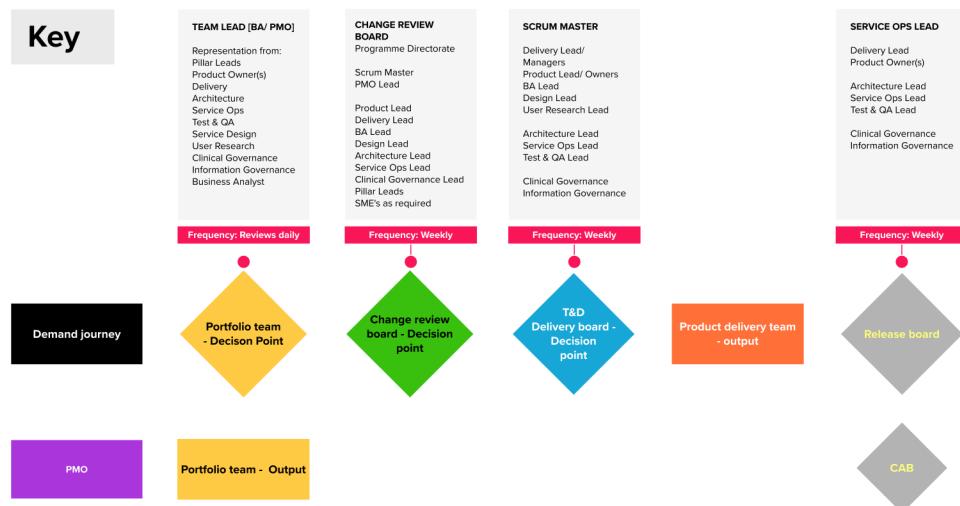 Key
TEAM LEAD [BA/ PMO]
Representation from:
Pillar Leads
Product Owner(s)
Delivery
Architecture
Service Ops
Test & QA
Service Design
User Research
Clinical Governance
Information Governance
Business Analyst
Frequency: Reviews daily
CHANGE REVIEW
BOARD
Programme Directorate
Scrum Master
PMO Lead
Product Lead
Delivery Lead
BA Lead
Design Lead
Architecture Lead
Service Ops Lead
Clinical Governance Lead
Pillar Leads
SME's as required
Frequency: Weekly
SCRUM MASTER
Delivery Lead/
Managers
Product Lead/ Owners
BA Lead
Design Lead
User Research Lead
Architecture Lead
Service Ops Lead
Test & QA Lead
Clinical Governance
Information Governance
Frequency: Weekly
SERVICE OPS LEAD
Delivery Lead
Product Owner(s)
Architecture Lead
Service Ops Lead
Test & QA Lead
Clinical Governance
Information Governance
Frequency: Weekly
Demand journey
Portfolio team
- Decison Point
Change review
board - Decision
point
T&D
Delivery board -
Decision
point
Product delivery team
- output
Release board
PMO
Portfolio team - Output
CAB